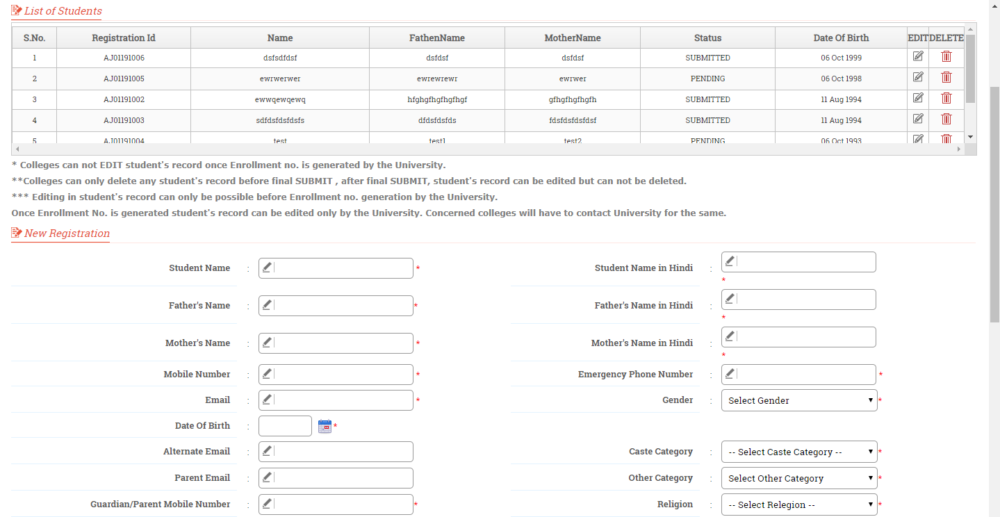 List of Students
S.No. Registration Id Name FathenName MotherName Status Date Of Birth EDIT DELETE
1 AJ01191006 dsfsdfdsf dsfdsf dsfdsf SUBMITTED 06 Oct 1999
2 AJ01191005 ewrwerwer ewrewrewr ewrwer PENDING 06 Oct 1998
3 AJ01191002 ewwqewqewq hfghgfhgfhgfhgf gfhgfhgfhgfh SUBMITTED 11 Aug 1994
4 AJ01191003 sdfdsfdsfdsfs dfdsfdsfds fdsfdsfdsfdsf SUBMITTED 11 Aug 1994
5 AJ01191004 test test1 test2 PENDING 06 Oct 1993
* Colleges can not EDIT student's record once Enrollment no. is generated by the University.
**Colleges can only delete any student's record before final SUBMIT , after final SUBMIT, student's record can be edited but can not be deleted.
*** Editing in student's record can only be possible before Enrollment no. generation by the University.
Once Enrollment No. is generated student's record can be edited only by the University. Concerned colleges will have to contact University for the same.
New Registration
Student Name : * Student Name in Hindi : *
Father's Name : * Father's Name in Hindi : *
Mother's Name : * Mother's Name in Hindi : *
Mobile Number : * Emergency Phone Number : *
Email : * Gender : Select Gender *
Date Of Birth : *
Alternate Email : Caste Category : -- Select Caste Category -- *
Parent Email : Other Category : Select Other Category *
Guardian/Parent Mobile Number : * Religion : -- Select Relegion -- *